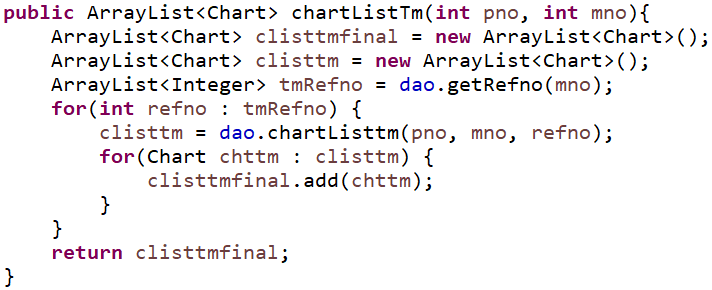 public ArrayList<Chart> chartListTm(int pno, int mno){
    ArrayList<Chart> clisttmfinal = new ArrayList<Chart>();
    ArrayList<Chart> clisttm = new ArrayList<Chart>();
    ArrayList<Integer> tmRefno = dao.getRefno(mno);
    for(int refno : tmRefno) {
        clisttm = dao.chartListtm(pno, mno, refno);
        for(Chart chttm : clisttm) {
            clisttmfinal.add(chttm);
        }
    }
    return clisttmfinal;
}